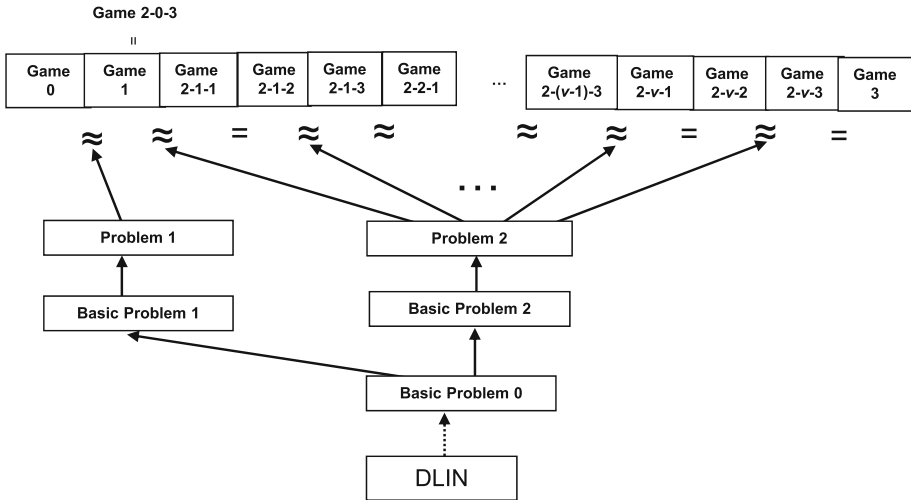 Game 2-0-3
=
Game 0
Game 1
Game 2-1-1
Game 2-1-2
Game 2-1-3
Game 2-2-1
...
Game 2-(v-1)-3
Game 2-v-1
Game 2-v-2
Game 2-v-3
Game 3
≈ ≈ = ≈ ≈ ≈ ≈ = ≈ =
...
Problem 1
Problem 2
Basic Problem 1
Basic Problem 2
Basic Problem 0
DLIN